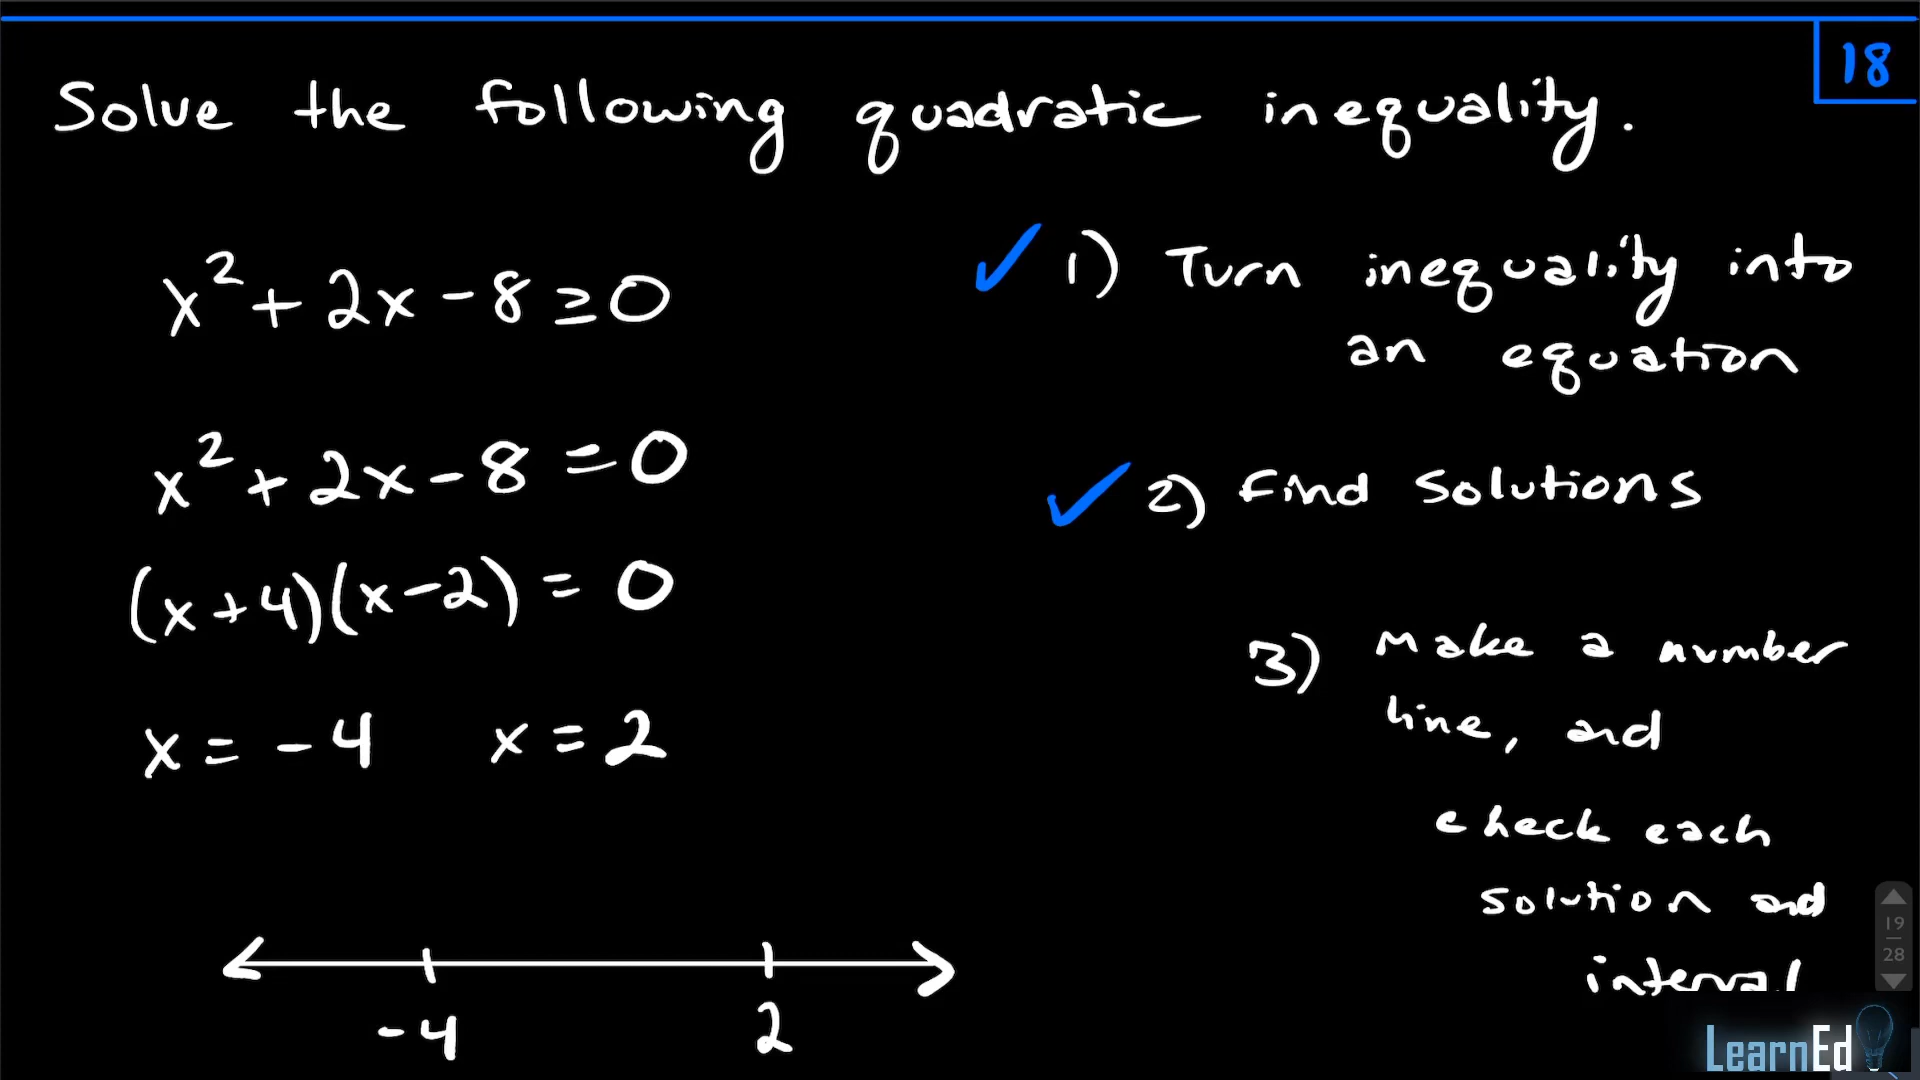 18
Solve the following quadratic inequality.
x² + 2x - 8 ≥ 0
x² + 2x - 8 = 0
(x + 4)(x - 2) = 0
x = -4 x = 2
-4 2
1) Turn inequality into
an equation
2) Find solutions
3) Make a number
line, and
check each
solution and
interval
19
28
LearnEd